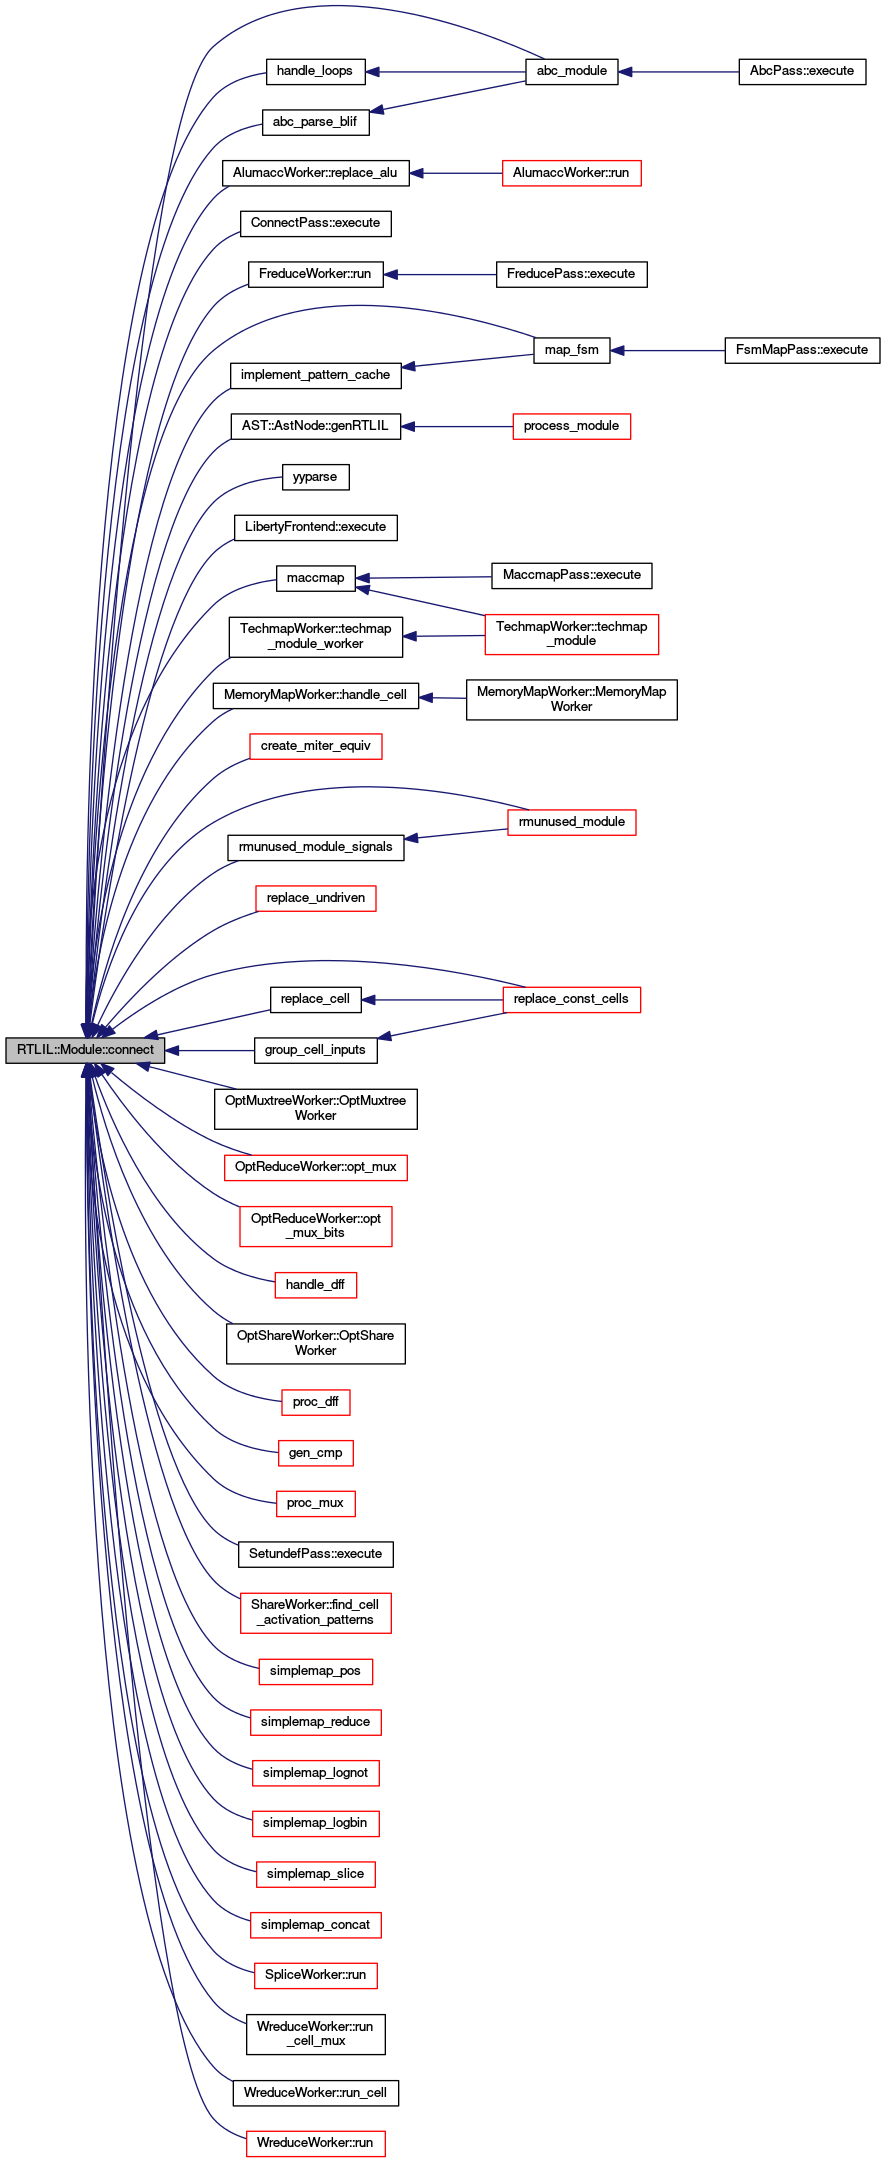 handle_loops
abc_module
AbcPass::execute
abc_parse_blif
AlumaccWorker::replace_alu
AlumaccWorker::run
ConnectPass::execute
FreduceWorker::run
FreducePass::execute
map_fsm
FsmMapPass::execute
implement_pattern_cache
AST::AstNode::genRTLIL
process_module
yyparse
LibertyFrontend::execute
maccmap
MaccmapPass::execute
TechmapWorker::techmap
_module_worker
TechmapWorker::techmap
_module
MemoryMapWorker::handle_cell
MemoryMapWorker::MemoryMap
Worker
create_miter_equiv
rmunused_module
rmunused_module_signals
replace_undriven
replace_cell
replace_const_cells
RTLIL::Module::connect
group_cell_inputs
OptMuxtreeWorker::OptMuxtree
Worker
OptReduceWorker::opt_mux
OptReduceWorker::opt
_mux_bits
handle_dff
OptShareWorker::OptShare
Worker
proc_dff
gen_cmp
proc_mux
SetundefPass::execute
ShareWorker::find_cell
_activation_patterns
simplemap_pos
simplemap_reduce
simplemap_lognot
simplemap_logbin
simplemap_slice
simplemap_concat
SpliceWorker::run
WreduceWorker::run
_cell_mux
WreduceWorker::run_cell
WreduceWorker::run